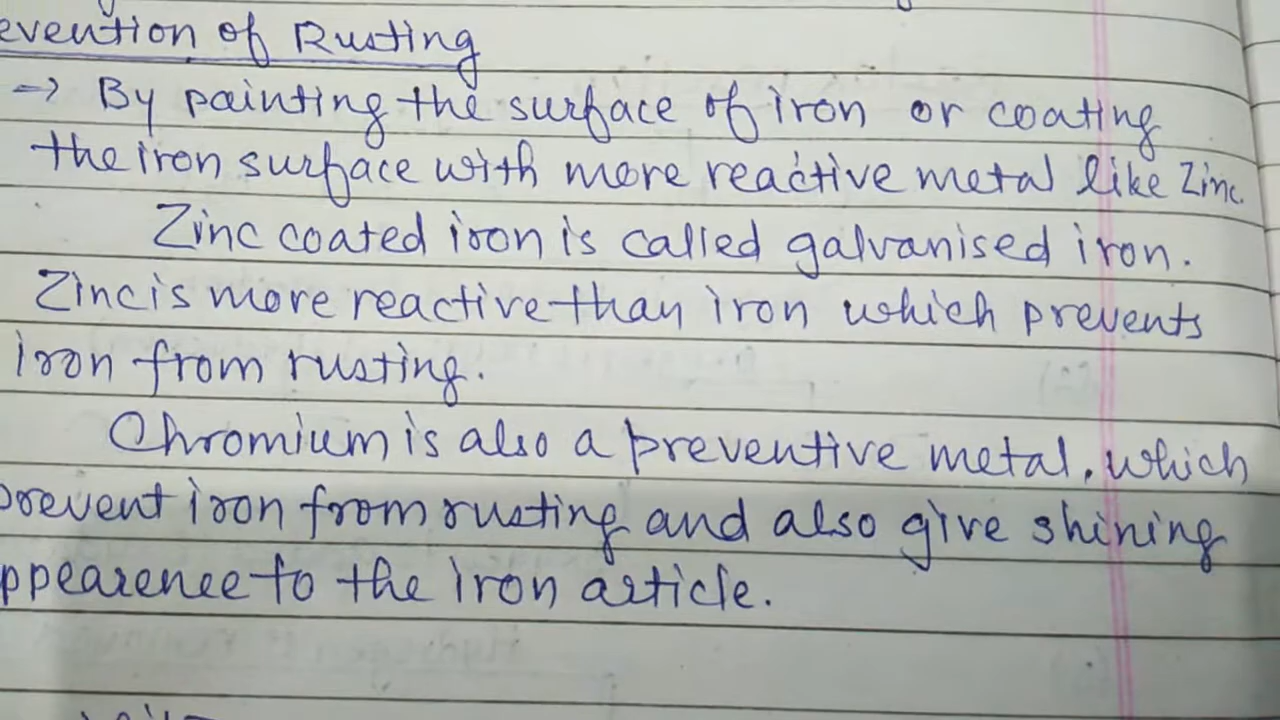 evention of Rusting
→ By painting the surface of iron or coating
the iron surface with more reactive metal like Zinc.
Zinc coated iron is called galvanised iron.
Zinc is more reactive than iron which prevents
iron from rusting.
Chromium is also a preventive metal, which
prevent iron from rusting and also give shining
ppearenee to the iron article.